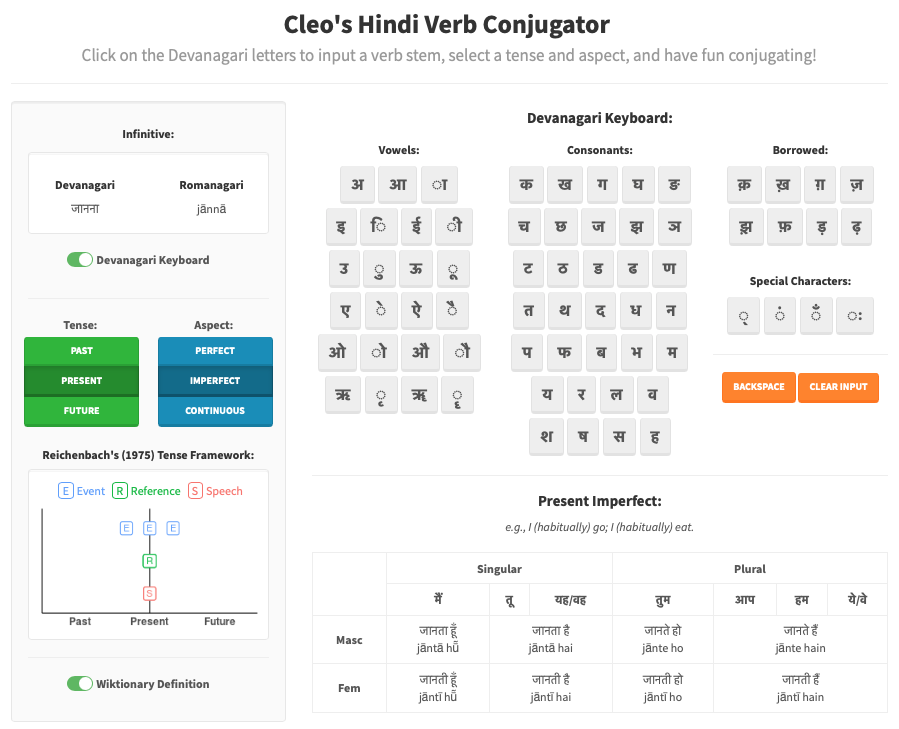 Cleo's Hindi Verb Conjugator
Click on the Devanagari letters to input a verb stem, select a tense and aspect, and have fun conjugating!
Infinitive:
Devanagari Romanagari
जानना jānnā
Devanagari Keyboard
Tense: Aspect:
PAST PERFECT
PRESENT IMPERFECT
FUTURE CONTINUOUS
Reichenbach's (1975) Tense Framework:
E Event R Reference S Speech
E E E
R
S
Past Present Future
Wiktionary Definition
Devanagari Keyboard:
Vowels:
अ आ ा
इ ि ई ी
उ ु ऊ ू
ए े ऐ ै
ओ ो औ ौ
ऋ ृ ॠ ॄ
Consonants:
क ख ग घ ङ
च छ ज झ ञ
ट ठ ड ढ ण
त थ द ध न
प फ ब भ म
य र ल व
श ष स ह
Borrowed:
क़ ख़ ग़ ज़
झ़ फ़ ड़ ढ़
Special Characters:
् ं ँ ः
BACKSPACE CLEAR INPUT
Present Imperfect:
e.g., I (habitually) go; I (habitually) eat.
Singular Plural
मैं तू यह/वह तुम आप हम ये/वे
Masc
जानता हूँ जानता है जानते हो जानते हैं
jāntā hū̃ jāntā hai jānte ho jānte hain
Fem
जानती हूँ जानती है जानती हो जानती हैं
jāntī hū̃ jāntī hai jāntī ho jāntī hain